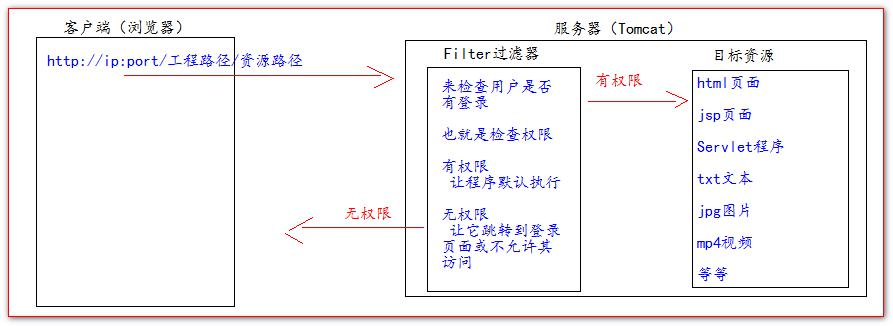 客户端（浏览器）
http://ip:port/工程路径/资源路径
服务器（Tomcat）
Filter过滤器
来检查用户是否
有登录
也就是检查权限
有权限
让程序默认执行
无权限
让它跳转到登录
页面或不允许其
访问
有权限
无权限
目标资源
html页面
jsp页面
Servlet程序
txt文本
jpg图片
mp4视频
等等